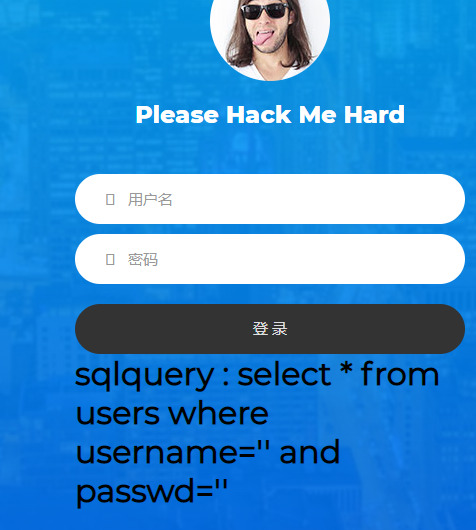 Please Hack Me Hard
用户名
密码
登录
sqlquery : select * from
users where
username='' and
passwd=''